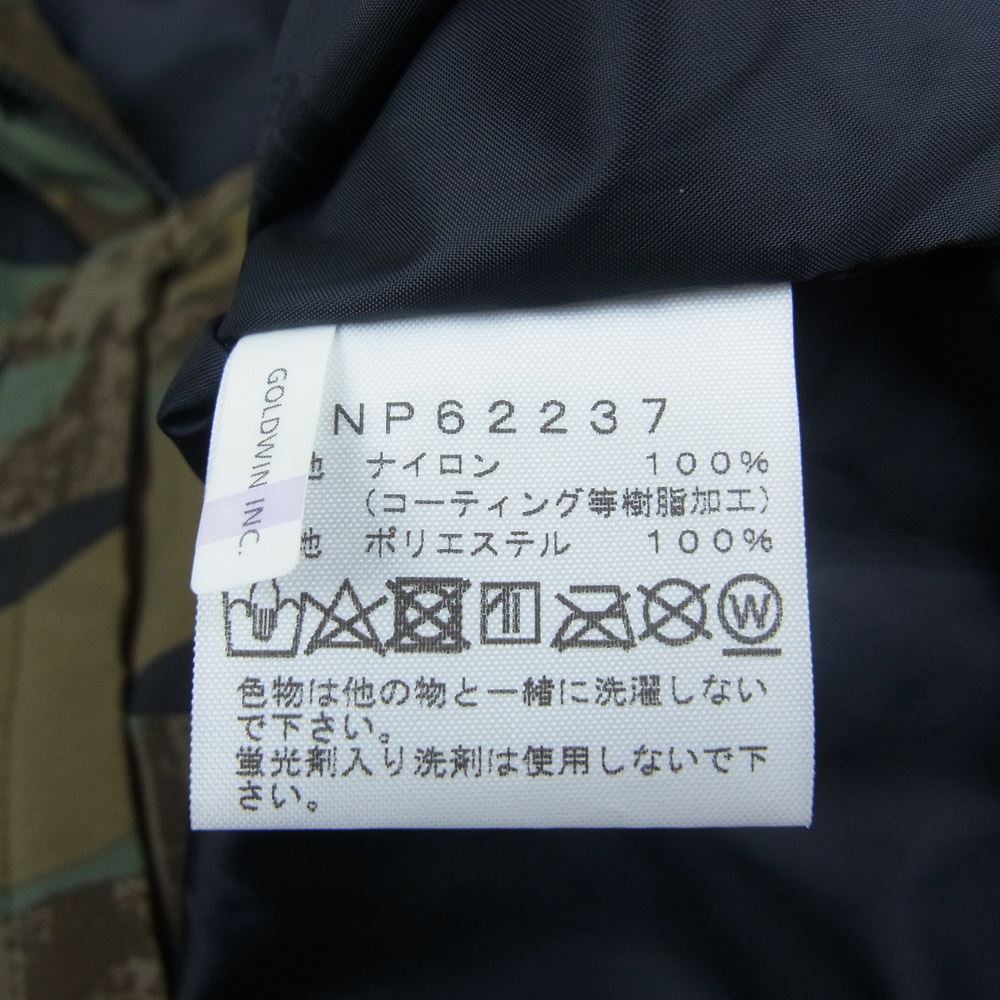 GOLDWIN INC.
NP62237
地 ナイロン 100%
(コーティング等樹脂加工)
地 ポリエステル 100%
W
色物は他の物と一緒に洗濯しない
で下さい。
蛍光剤入り洗剤は使用しないで下
さい。